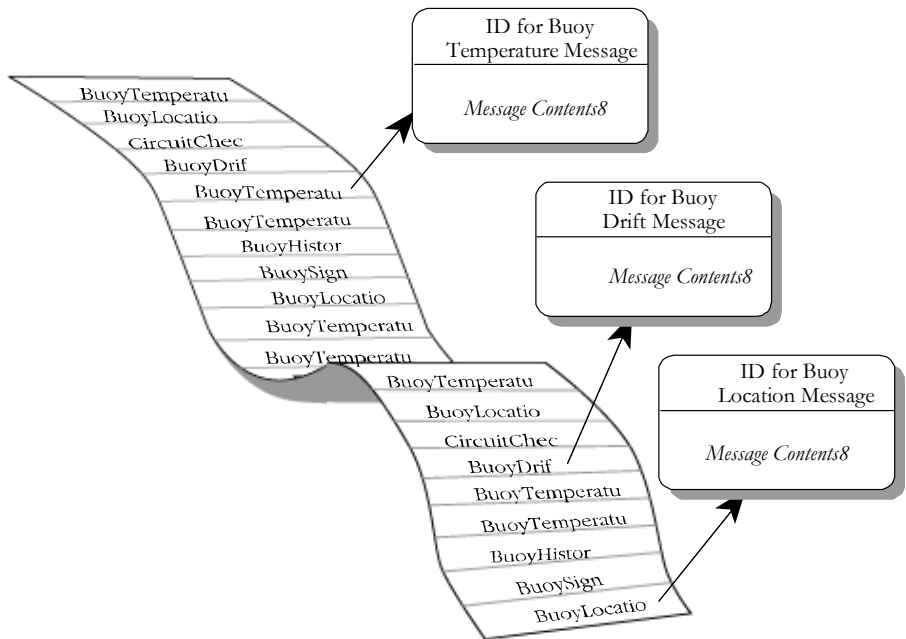 ID for Buoy
Temperature Message
Message Contents8
BuoyTemperatu
BuoyLocatio
CircuitChec
BuoyDrif
BuoyTemperatu
BuoyTemperatu
BuoyHistor
BuoySign
BuoyLocatio
BuoyTemperatu
BuoyTemperatu
ID for Buoy
Drift Message
Message Contents8
BuoyTemperatu
BuoyLocatio
CircuitChec
BuoyDrif
BuoyTemperatu
BuoyTemperatu
BuoyHistor
BuoySign
BuoyLocatio
ID for Buoy
Location Message
Message Contents8